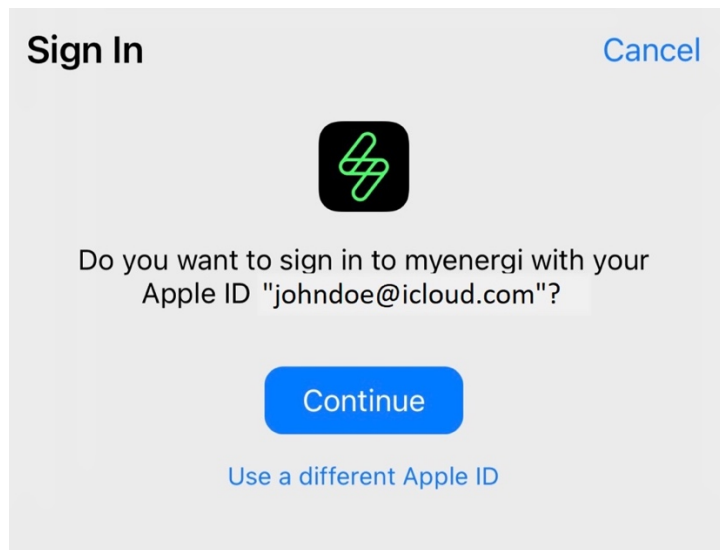 Sign In
Cancel
Do you want to sign in to myenergi with your
Apple ID "johndoe@icloud.com"?
Continue
Use a different Apple ID